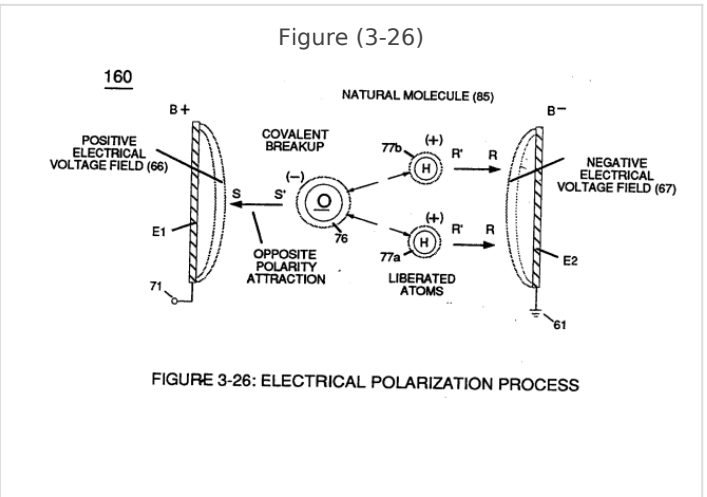 Figure (3-26)
160
NATURAL MOLECULE (85)
B+
B−
POSITIVE
ELECTRICAL
VOLTAGE FIELD (66)
COVALENT
BREAKUP
77b
(+)
H
R'
R
NEGATIVE
ELECTRICAL
VOLTAGE FIELD (67)
(−)
S
S'
O
76
(+)
H
R'
R
77a
E1
E2
OPPOSITE
POLARITY
ATTRACTION
LIBERATED
ATOMS
71
61
FIGURE 3-26: ELECTRICAL POLARIZATION PROCESS